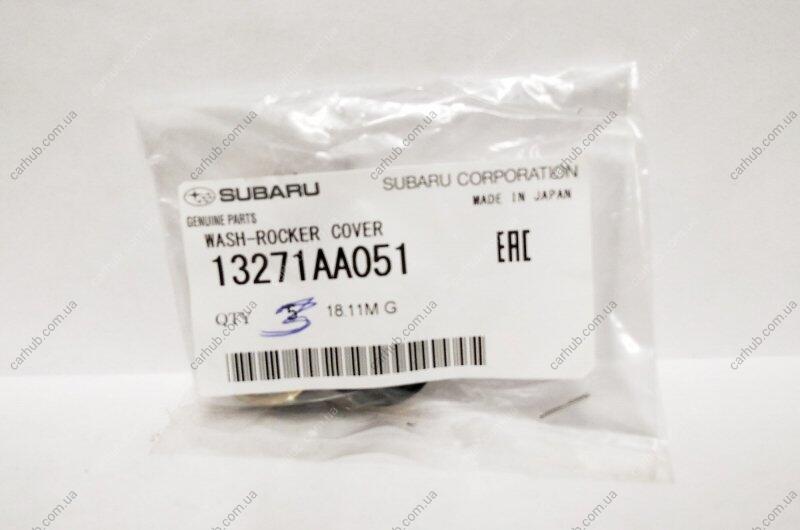 SUBARU
SUBARU CORPORATION
MADE IN JAPAN
GENUINE PARTS
WASH-ROCKER COVER
13271AA051
EAC
QTY 5 3 18.11M G
carhub.com.ua